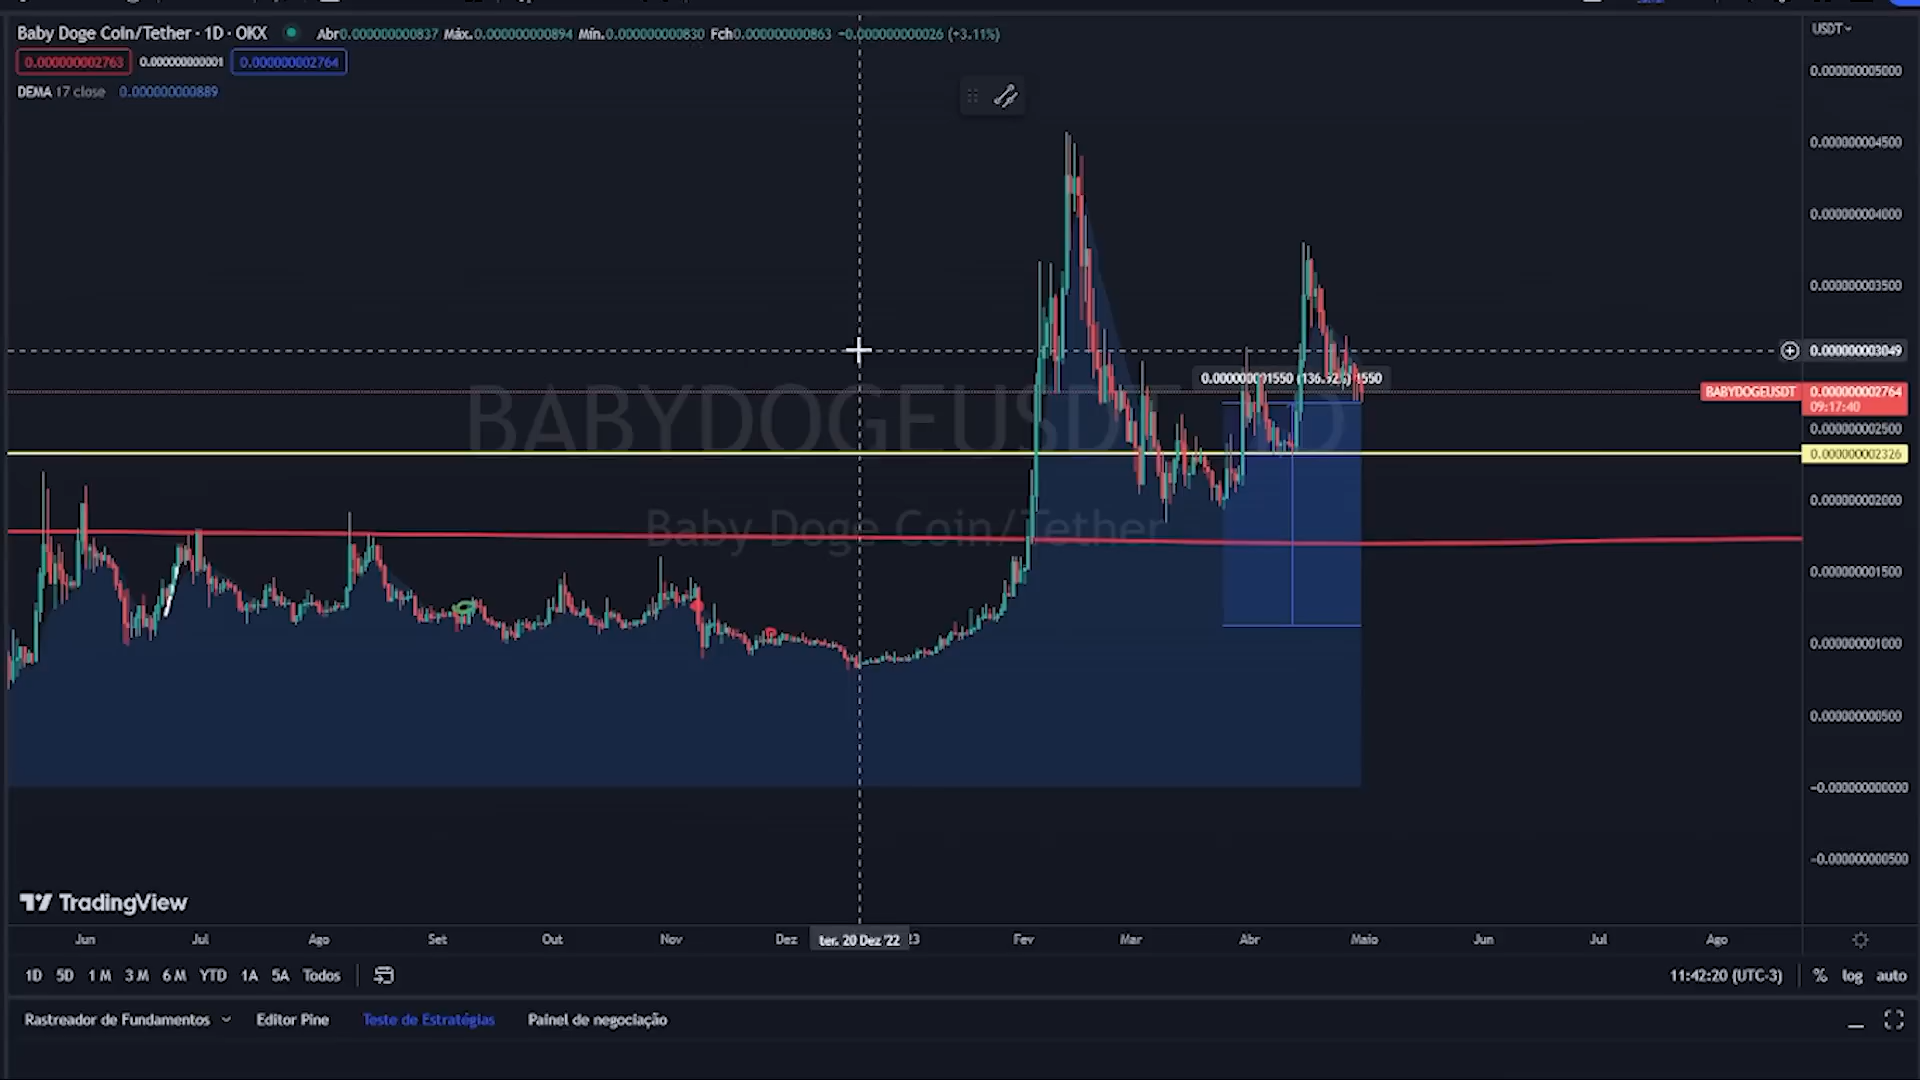 Baby Doge Coin/Tether · 1D · OKX Abr0.000000000837 Máx.0.000000000894 Mín.0.000000000830 Fch0.000000000863 −0.000000000026 (+3.11%)
USDT
0.000000002763 0.000000000001 0.000000002764
DEMA 17 close 0.000000000889
0.000000005000
0.000000004500
0.000000004000
0.000000003500
0.000000003049
0.000000001550 (136.92%) 1550
BABYDOGEUSDT 0.000000002764
09:17:40
0.000000002500
BABYDOGEUSDT
0.000000002326
0.000000002000
Baby Doge Coin/Tether
0.000000001500
0.000000001000
0.000000000500
−0.000000000000
−0.000000000500
TradingView
Jun Jul Ago Set Out Nov Dez ter. 20 Dez '22 Fev Mar Abr Maio Jun Jul Ago
1D 5D 1M 3M 6M YTD 1A 5A Todos 11:42:20 (UTC-3) % log auto
Rastreador de Fundamentos Editor Pine Teste de Estratégias Painel de negociação